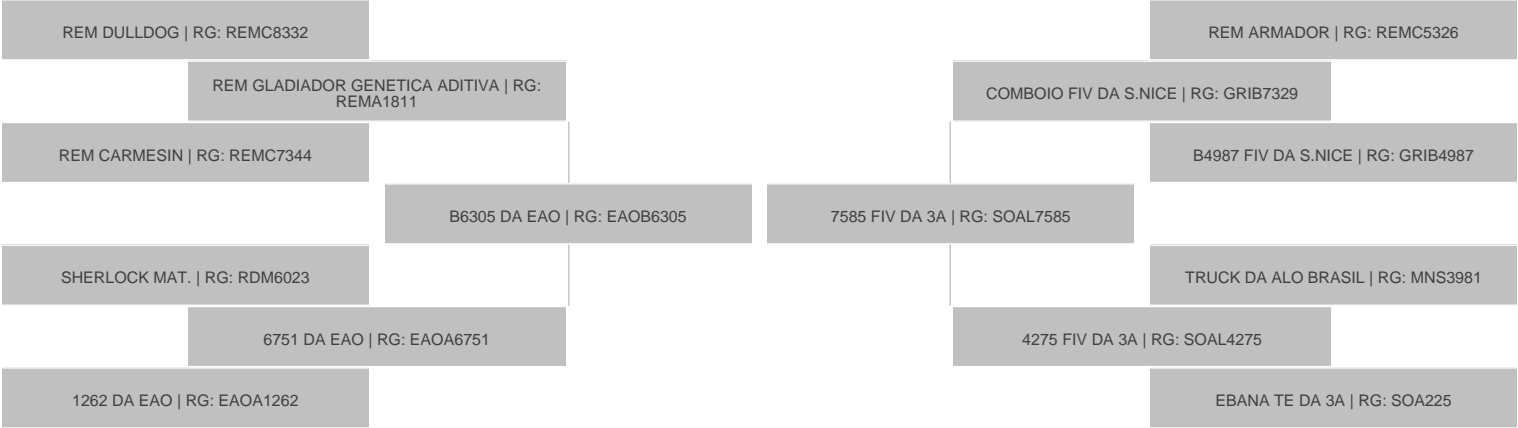 REM DULLDOG | RG: REMC8332
REM ARMADOR | RG: REMC5326
REM GLADIADOR GENETICA ADITIVA | RG:
REMA1811
COMBOIO FIV DA S.NICE | RG: GRIB7329
REM CARMESIN | RG: REMC7344
B4987 FIV DA S.NICE | RG: GRIB4987
B6305 DA EAO | RG: EAOB6305
7585 FIV DA 3A | RG: SOAL7585
SHERLOCK MAT. | RG: RDM6023
TRUCK DA ALO BRASIL | RG: MNS3981
6751 DA EAO | RG: EAOA6751
4275 FIV DA 3A | RG: SOAL4275
1262 DA EAO | RG: EAOA1262
EBANA TE DA 3A | RG: SOA225